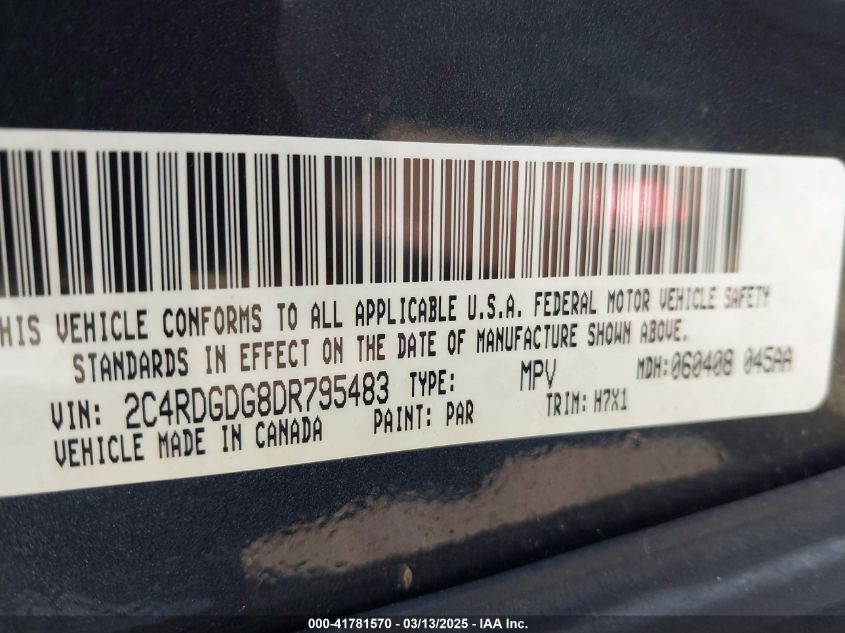 HIS VEHICLE CONFORMS TO ALL APPLICABLE U.S.A. FEDERAL MOTOR VEHICLE SAFETY
STANDARDS IN EFFECT ON THE DATE OF MANUFACTURE SHOWN ABOVE.
VIN: 2C4RDGDG8DR795483 TYPE: MPV MDH: 060408 045AA
VEHICLE MADE IN CANADA PAINT: PAR TRIM: H7X1
000-41781570 - 03/13/2025 - IAA Inc.